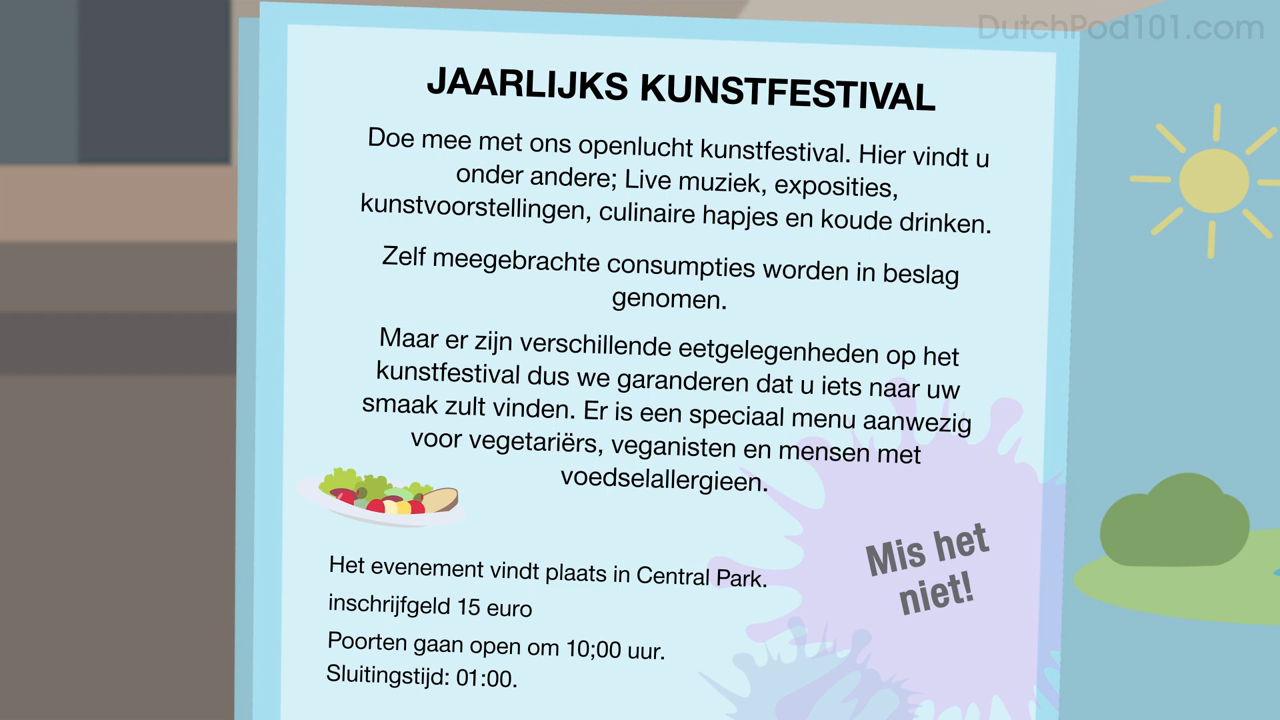 DutchPod101.com
JAARLIJKS KUNSTFESTIVAL
Doe mee met ons openlucht kunstfestival. Hier vindt u
onder andere; Live muziek, exposities,
kunstvoorstellingen, culinaire hapjes en koude drinken.
Zelf meegebrachte consumpties worden in beslag
genomen.
Maar er zijn verschillende eetgelegenheden op het
kunstfestival dus we garanderen dat u iets naar uw
smaak zult vinden. Er is een speciaal menu aanwezig
voor vegetariërs, veganisten en mensen met
voedselallergieen.
Mis het
niet!
Het evenement vindt plaats in Central Park.
inschrijfgeld 15 euro
Poorten gaan open om 10;00 uur.
Sluitingstijd: 01:00.